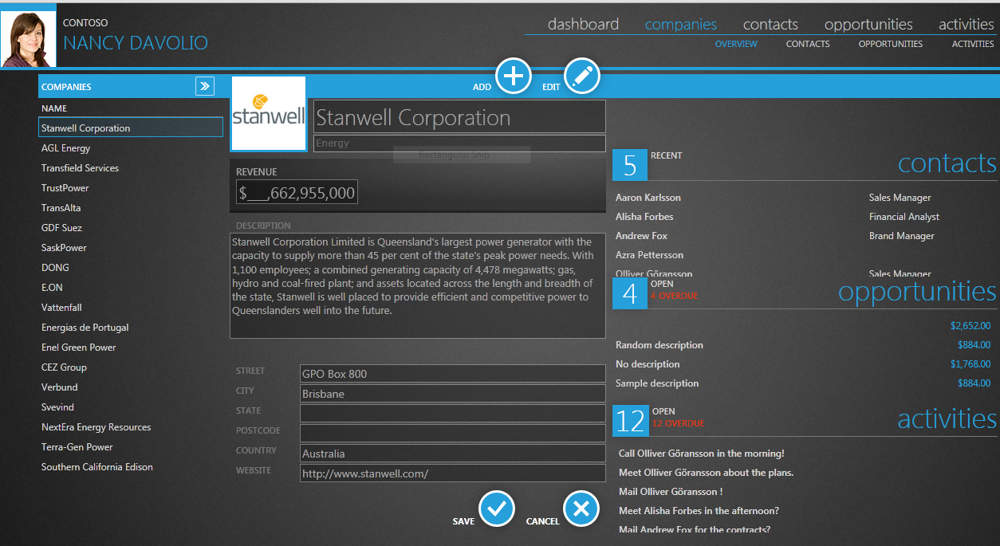 CONTOSO
NANCY DAVOLIO
dashboard companies contacts opportunities activities
OVERVIEW CONTACTS OPPORTUNITIES ACTIVITIES
COMPANIES
NAME
Stanwell Corporation
AGL Energy
Transfield Services
TrustPower
TransAlta
GDF Suez
SaskPower
DONG
E.ON
Vattenfall
Energias de Portugal
Enel Green Power
CEZ Group
Verbund
Svevind
NextEra Energy Resources
Terra-Gen Power
Southern California Edison
ADD
EDIT
stanwell
Stanwell Corporation
Energy
Rectangular Snip
REVENUE
$___,662,955,000
DESCRIPTION
Stanwell Corporation Limited is Queensland's largest power generator with the
capacity to supply more than 45 per cent of the state's peak power needs. With
1,100 employees; a combined generating capacity of 4,478 megawatts; gas,
hydro and coal-fired plant; and assets located across the length and breadth of
the state, Stanwell is well placed to provide efficient and competitive power to
Queenslanders well into the future.
STREET GPO Box 800
CITY Brisbane
STATE
POSTCODE
COUNTRY Australia
WEBSITE http://www.stanwell.com/
SAVE
CANCEL
5 RECENT contacts
Aaron Karlsson Sales Manager
Alisha Forbes Financial Analyst
Andrew Fox Brand Manager
Azra Pettersson
Olliver Göransson Sales Manager
4 OPEN opportunities
4 OVERDUE
$2,652.00
Random description $884.00
No description $1,768.00
Sample description $884.00
12 OPEN activities
12 OVERDUE
Call Olliver Göransson in the morning!
Meet Olliver Göransson about the plans.
Mail Olliver Göransson !
Meet Alisha Forbes in the afternoon?
Mail Andrew Fox for the contracts?